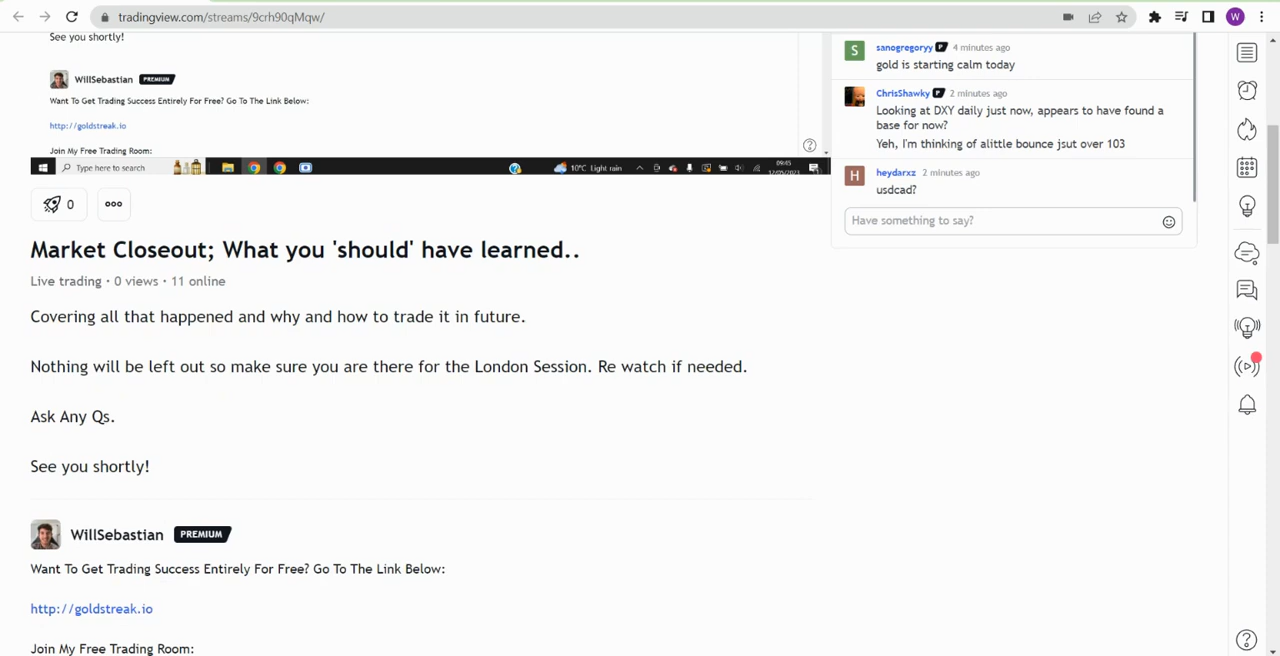 tradingview.com/streams/9crh90qMqw/
W
See you shortly!
WillSebastian PREMIUM
Want To Get Trading Success Entirely For Free? Go To The Link Below:
http://goldstreak.io
Join My Free Trading Room:
Type here to search
10°C Light rain
09:45
12/05/2023
0
Market Closeout; What you 'should' have learned..
Live trading · 0 views · 11 online
Covering all that happened and why and how to trade it in future.
Nothing will be left out so make sure you are there for the London Session. Re watch if needed.
Ask Any Qs.
See you shortly!
WillSebastian PREMIUM
Want To Get Trading Success Entirely For Free? Go To The Link Below:
http://goldstreak.io
Join My Free Trading Room:
S
sanogregoryy P 4 minutes ago
gold is starting calm today
ChrisShawky P 2 minutes ago
Looking at DXY daily just now, appears to have found a
base for now?
Yeh, I'm thinking of alittle bounce jsut over 103
H
heydarxz 2 minutes ago
usdcad?
Have something to say?